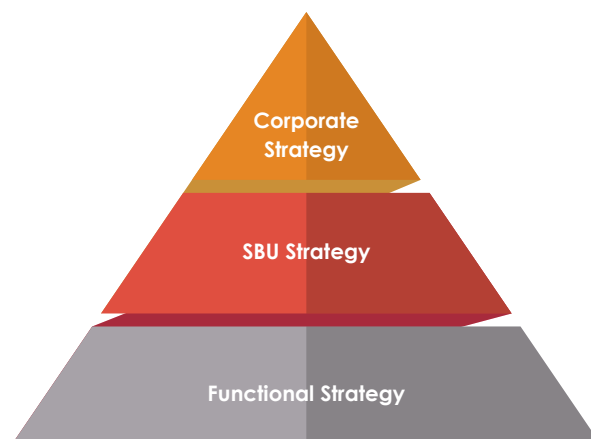 Corporate
Strategy
SBU Strategy
Functional Strategy